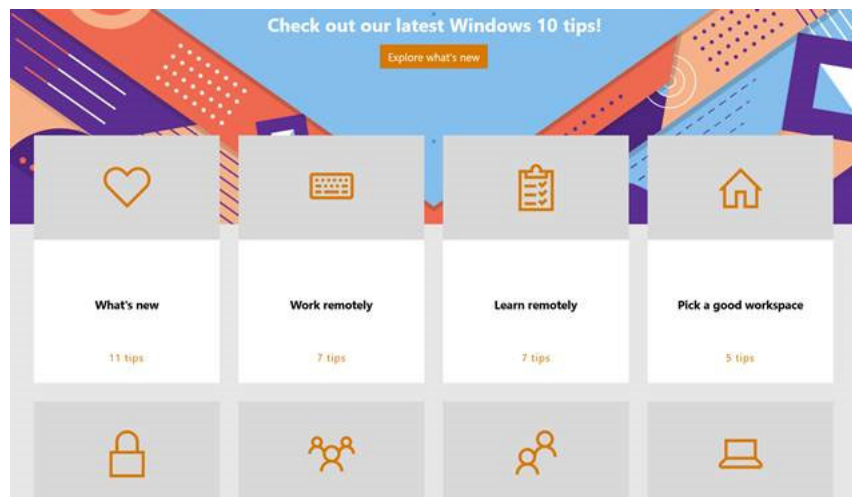 Check out our latest Windows 10 tips!
Explore what's new
What's new
Work remotely
Learn remotely
Pick a good workspace
11 tips
7 tips
7 tips
5 tips